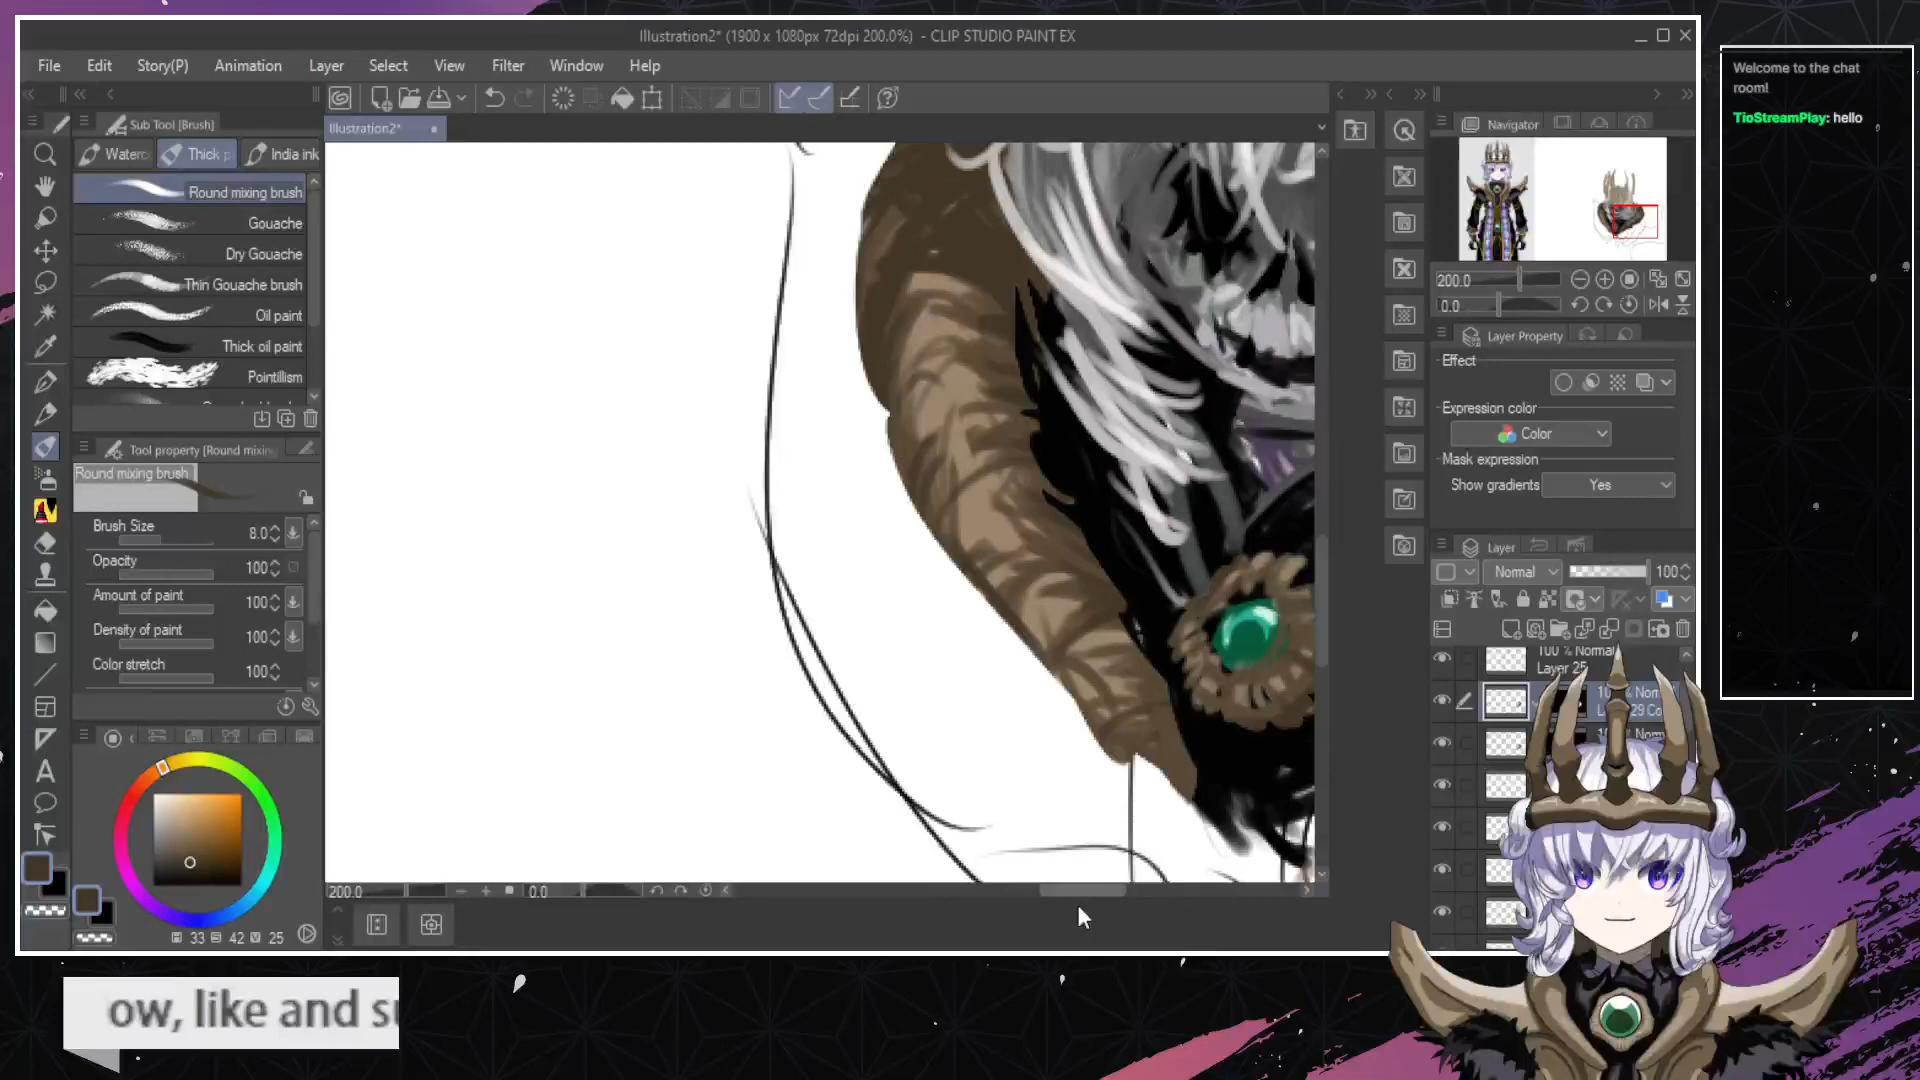 Illustration2* (1900 x 1080px 72dpi 200.0%) - CLIP STUDIO PAINT EX
File Edit Story(P) Animation Layer Select View Filter Window Help
Sub Tool [Brush]
Illustration2*
Thick p
India ink
Round mixing brush
Gouache
Dry Gouache
Thin Gouache brush
Oil paint
Thick oil paint
Pointillism
Tool property [Round mixin
Round mixing brush
Brush Size 8.0
Opacity 100
Amount of paint 100
Density of paint 100
Color stretch 100
33 42 25
200.0 0.0
Navigator
200.0
0.0
Layer Property
Effect
Expression color
Color
Mask expression
Show gradients Yes
Layer
Normal 100
100 % Normal
Layer 25
Welcome to the chat
room!
TioStreamPlay: hello
ow, like and su